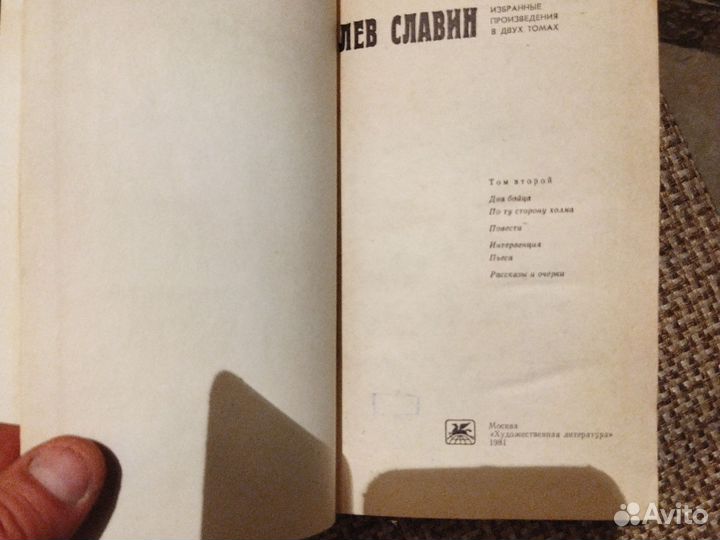 ЛЕВ СЛАВИН
ИЗБРАННЫЕ
ПРОИЗВЕДЕНИЯ
В ДВУХ ТОМАХ
Том второй
Два бойца
По ту сторону холма
Повести
Интервенция
Пьеса
Рассказы и очерки
Москва
«Художественная литература»
1981
Avito